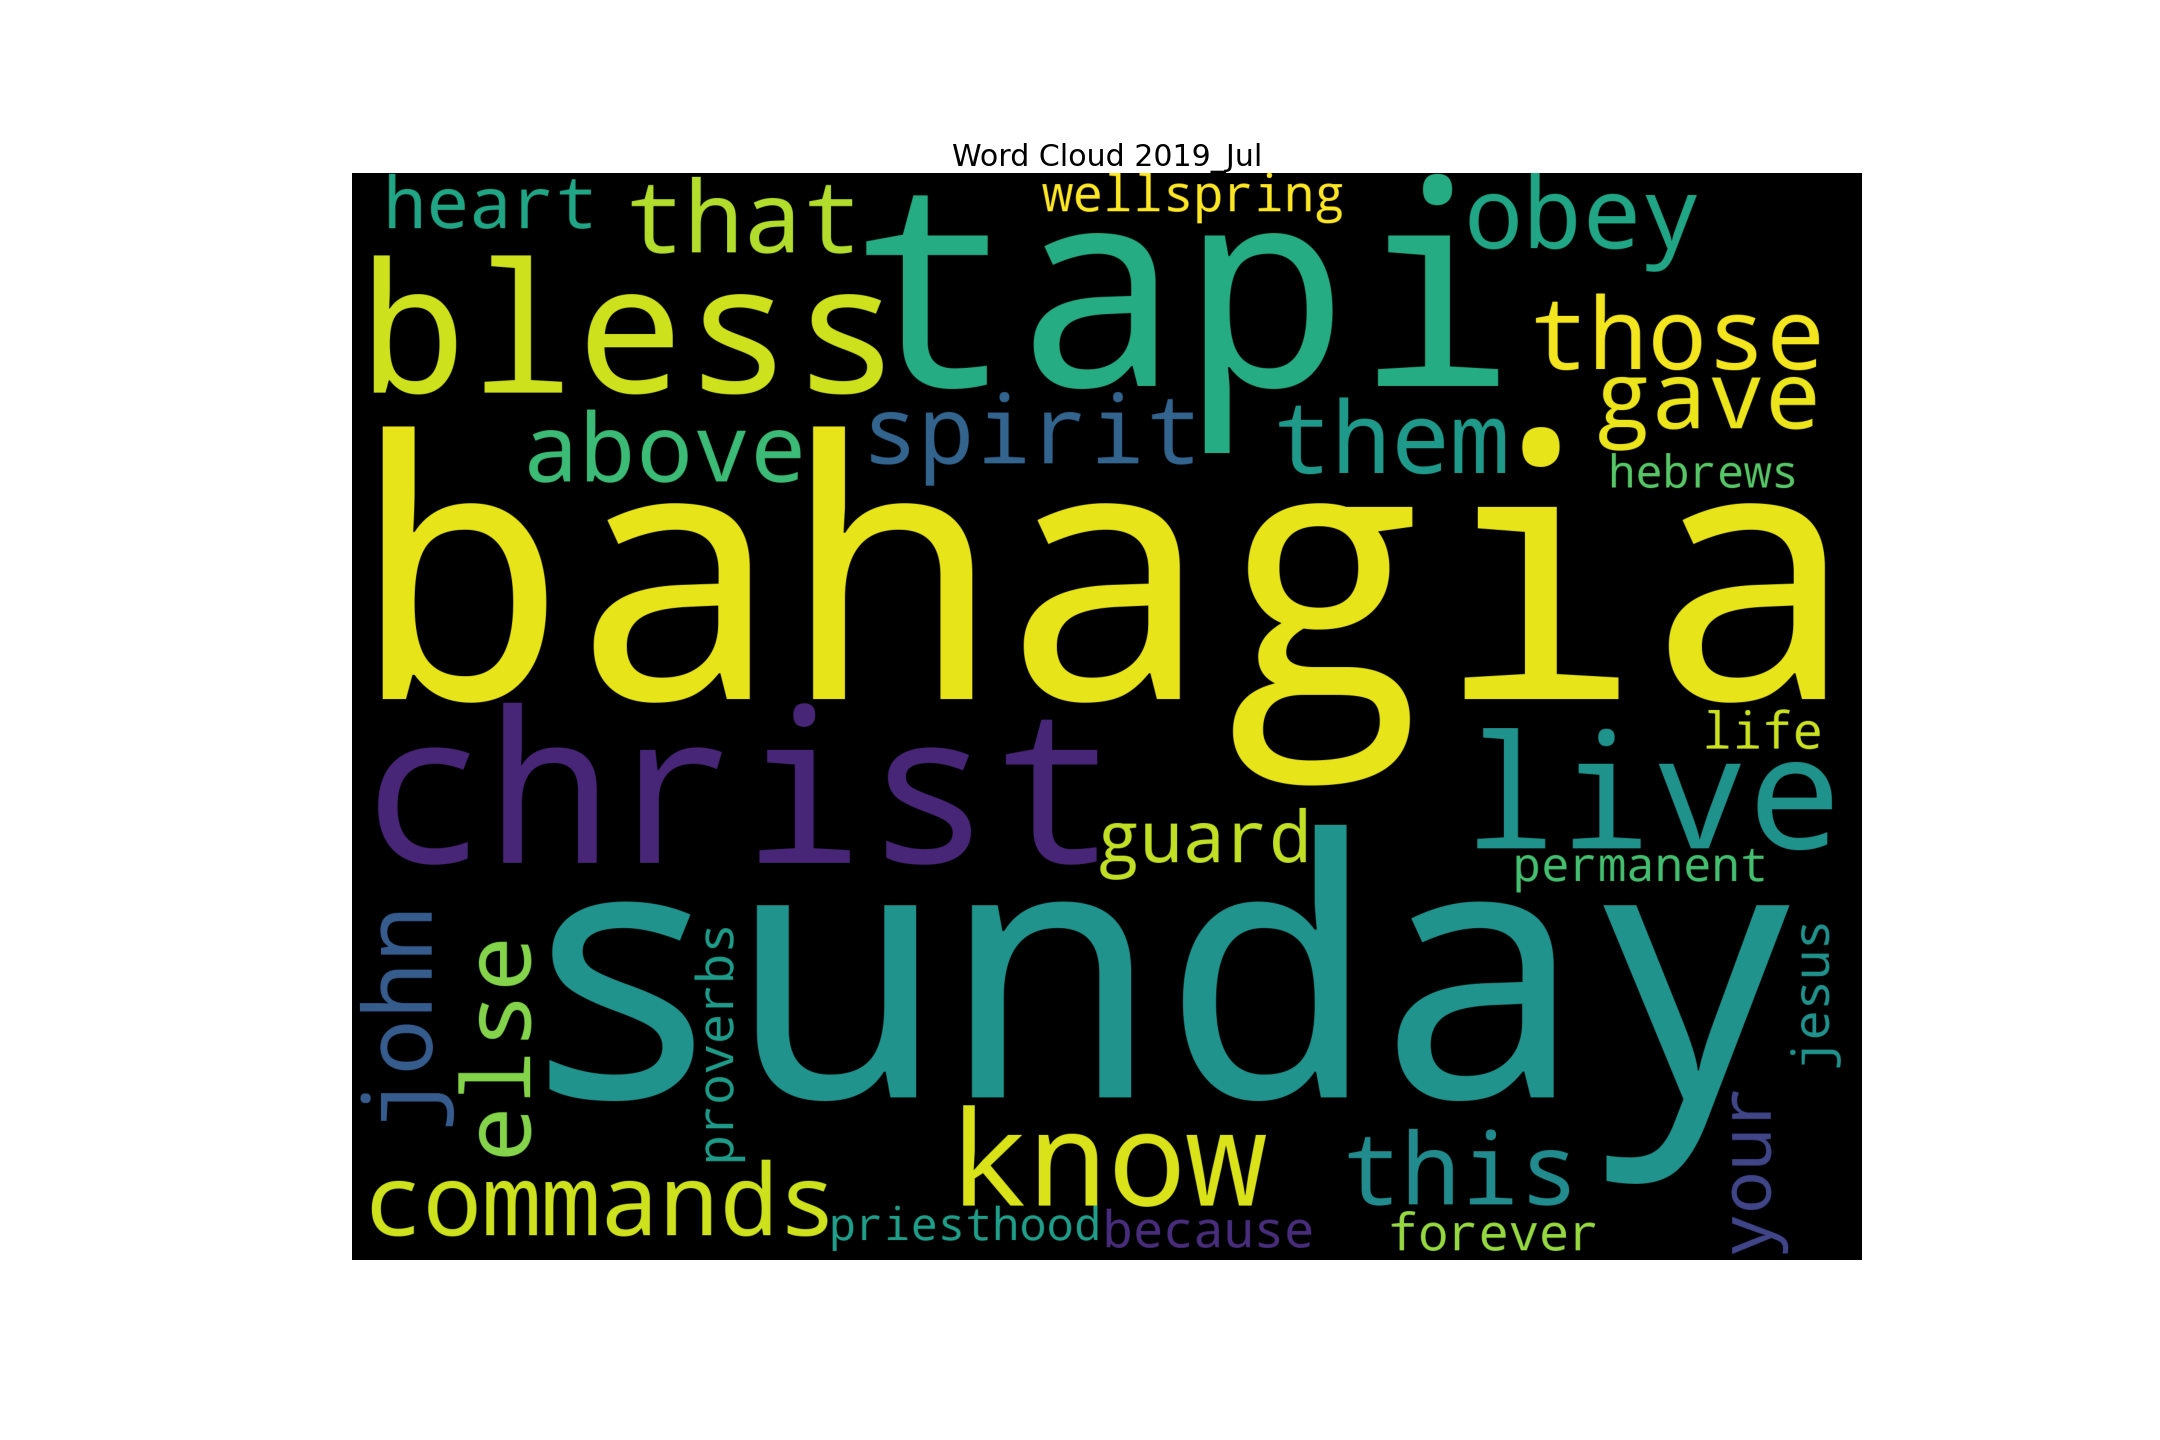 Word Cloud 2019_Jul
heart
that
wellspring
tapi
obey
bless
those
gave
above
spirit
them
hebrews
bahagia
christ
live
life
guard
permanent
sunday
john
else
proverbs
jesus
know
this
your
commands
priesthood
because
forever